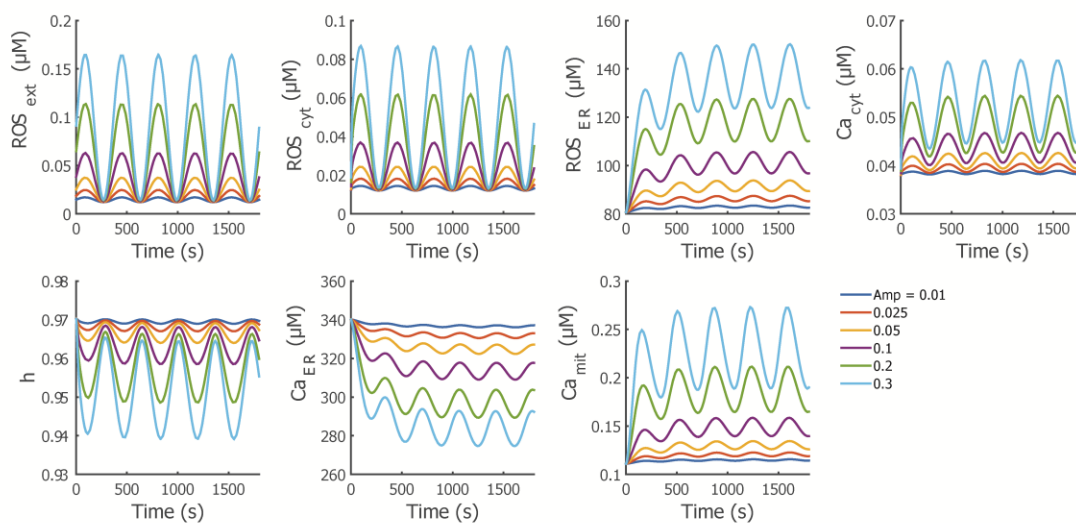 ROS ext (µM)
0.2
0.15
0.1
0.05
0
0 500 1000 1500
Time (s)
ROS cyt (µM)
0.1
0.08
0.06
0.04
0.02
0
0 500 1000 1500
Time (s)
ROS ER (µM)
160
140
120
100
80
0 500 1000 1500
Time (s)
Ca cyt (µM)
0.07
0.06
0.05
0.04
0.03
0 500 1000 1500
Time (s)
h
0.98
0.97
0.96
0.95
0.94
0.93
0 500 1000 1500
Time (s)
Ca ER (µM)
360
340
320
300
280
260
0 500 1000 1500
Time (s)
Ca mit (µM)
0.3
0.25
0.2
0.15
0.1
0 500 1000 1500
Time (s)
Amp = 0.01
0.025
0.05
0.1
0.2
0.3